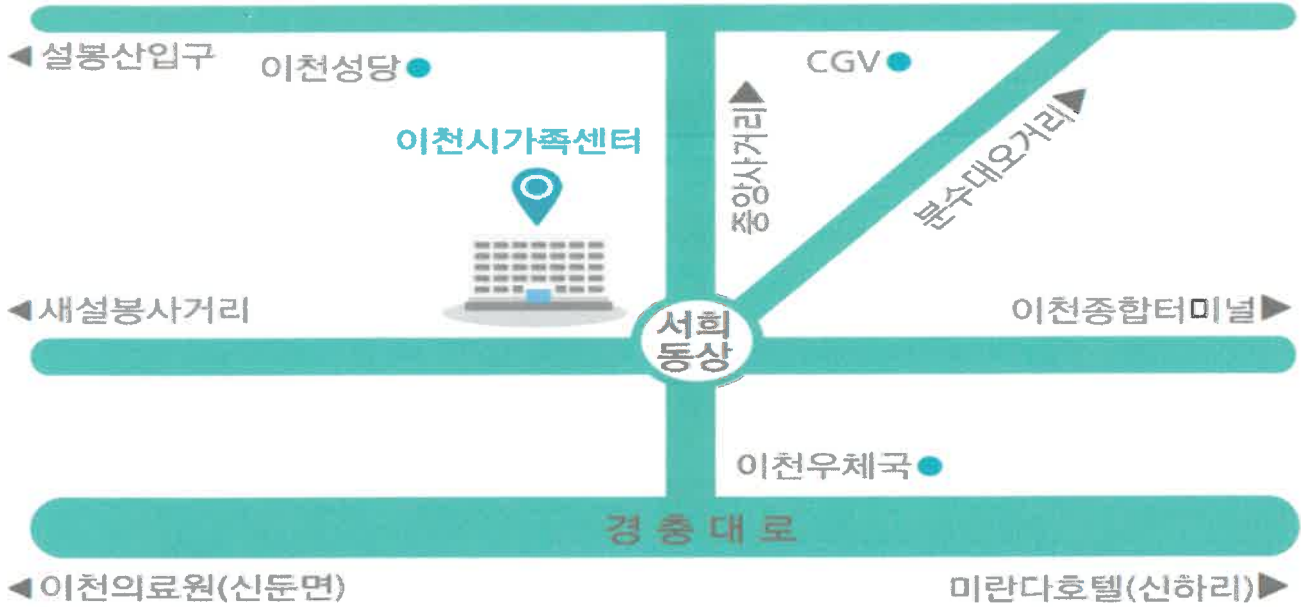 ◀설봉산입구
이천성당
CGV
이천시가족센터
중앙사거리▶
분수대오거리▶
◀새설봉사거리
서희
동상
이천종합터미널▶
이천우체국
경충대로
◀이천의료원(신둔면)
미란다호텔(신하리)▶